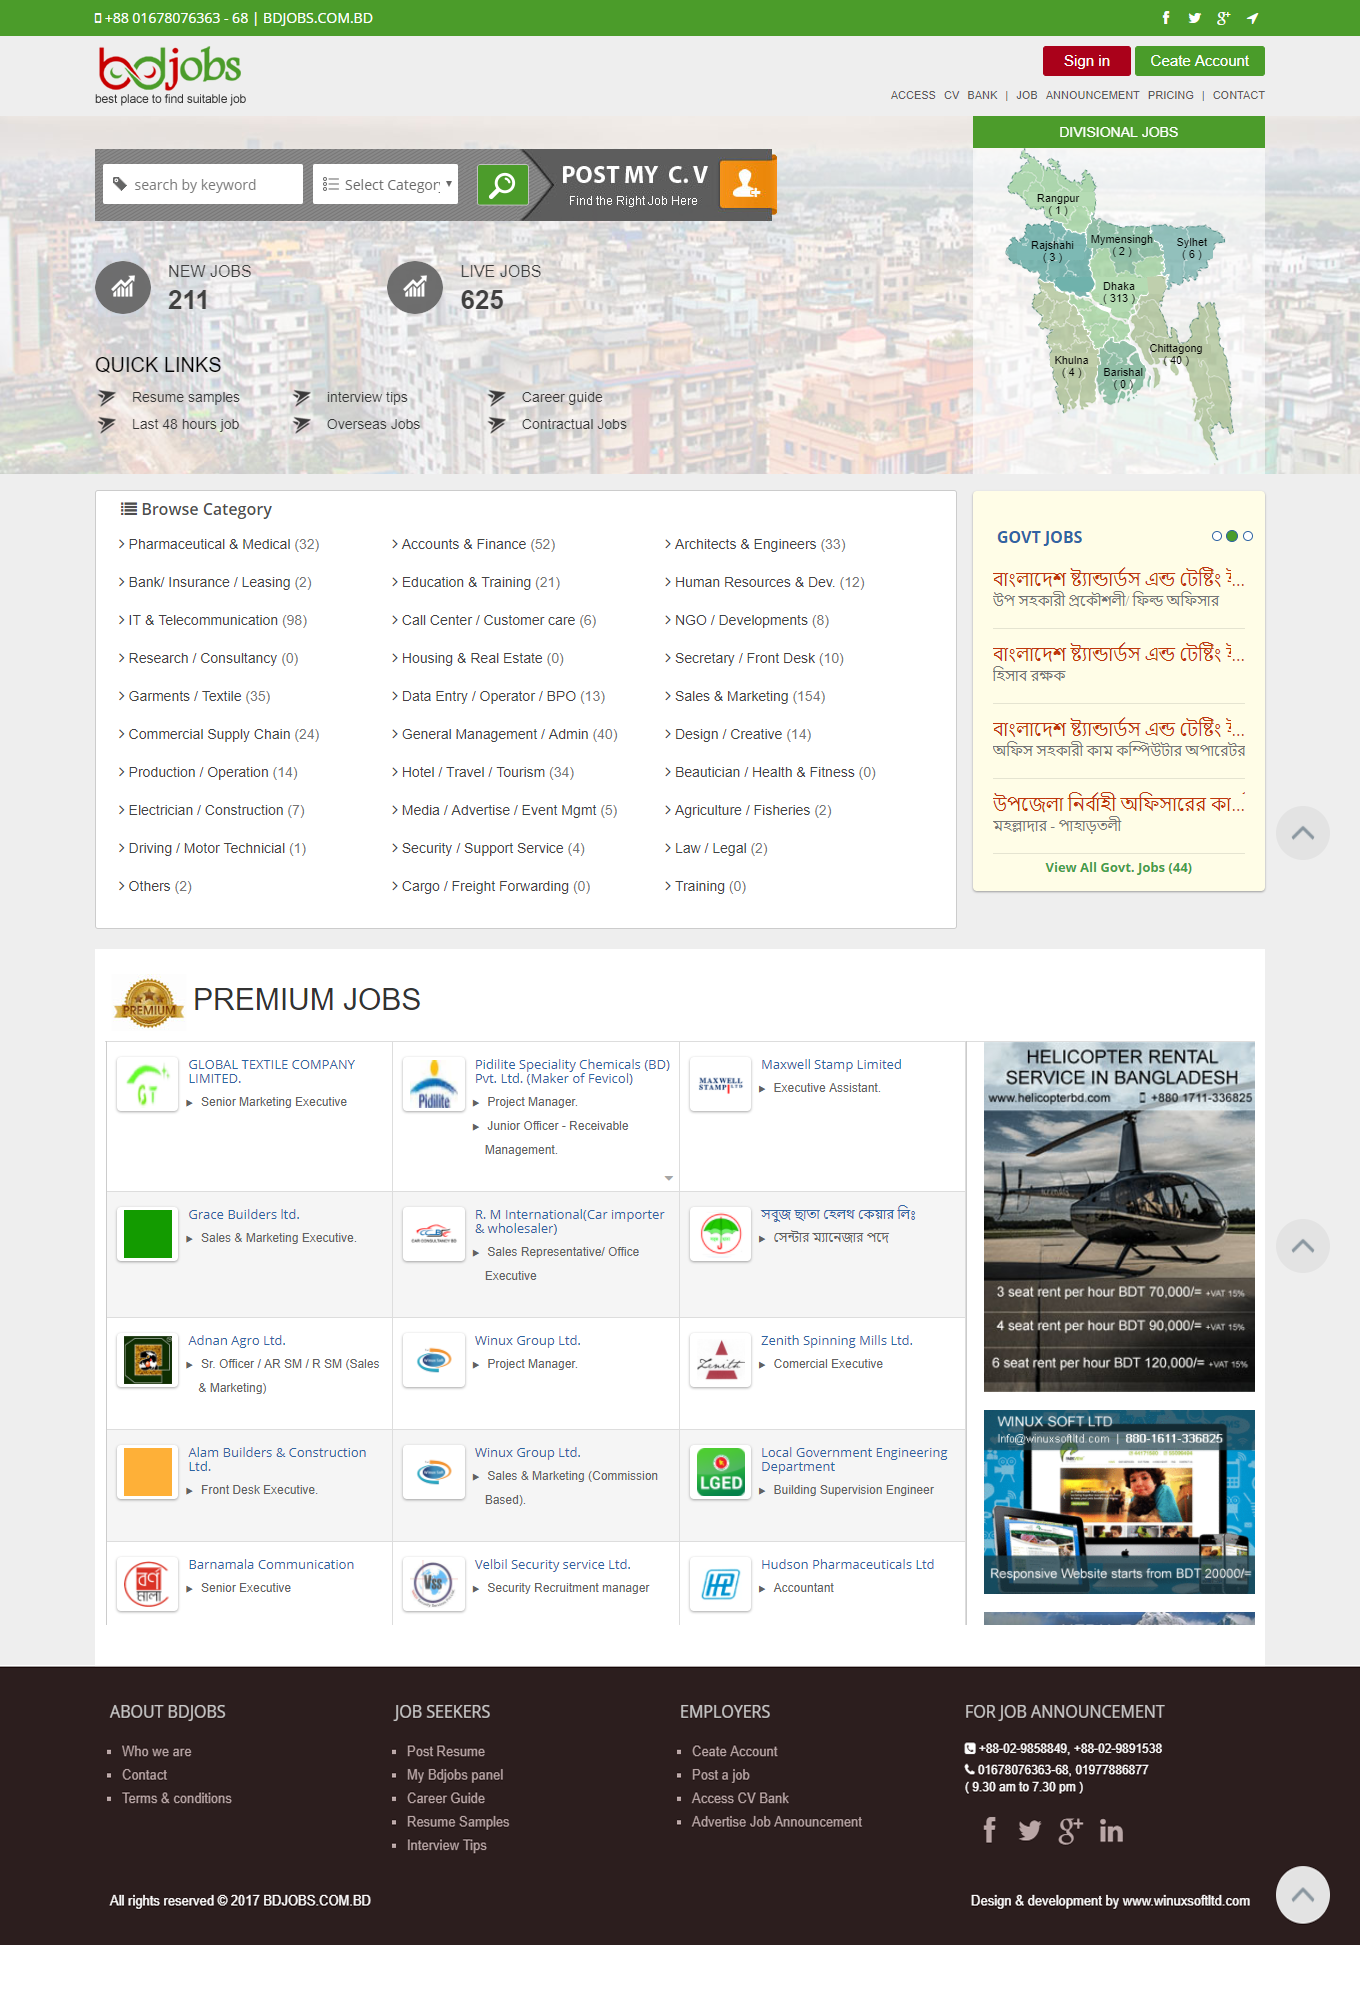 +88 01678076363 - 68 | BDJOBS.COM.BD
bdjobs
best place to find suitable job
Sign in
Ceate Account
ACCESS CV BANK | JOB ANNOUNCEMENT PRICING | CONTACT
search by keyword
Select Category
POST MY C.V
Find the Right Job Here
NEW JOBS
211
LIVE JOBS
625
QUICK LINKS
Resume samples
interview tips
Career guide
Last 48 hours job
Overseas Jobs
Contractual Jobs
DIVISIONAL JOBS
Rangpur
( 1 )
Rajshahi
( 3 )
Mymensingh
( 2 )
Sylhet
( 6 )
Dhaka
( 313 )
Khulna
( 4 )
Barishal
( 0 )
Chittagong
( 40 )
Browse Category
Pharmaceutical & Medical (32)
Accounts & Finance (52)
Architects & Engineers (33)
Bank/ Insurance / Leasing (2)
Education & Training (21)
Human Resources & Dev. (12)
IT & Telecommunication (98)
Call Center / Customer care (6)
NGO / Developments (8)
Research / Consultancy (0)
Housing & Real Estate (0)
Secretary / Front Desk (10)
Garments / Textile (35)
Data Entry / Operator / BPO (13)
Sales & Marketing (154)
Commercial Supply Chain (24)
General Management / Admin (40)
Design / Creative (14)
Production / Operation (14)
Hotel / Travel / Tourism (34)
Beautician / Health & Fitness (0)
Electrician / Construction (7)
Media / Advertise / Event Mgmt (5)
Agriculture / Fisheries (2)
Driving / Motor Technicial (1)
Security / Support Service (4)
Law / Legal (2)
Others (2)
Cargo / Freight Forwarding (0)
Training (0)
GOVT JOBS
বাংলাদেশ ষ্ট্যান্ডার্ডস এন্ড টেস্টিং ই...
উপ সহকারী প্রকৌশলী/ ফিল্ড অফিসার
বাংলাদেশ ষ্ট্যান্ডার্ডস এন্ড টেস্টিং ই...
হিসাব রক্ষক
বাংলাদেশ ষ্ট্যান্ডার্ডস এন্ড টেস্টিং ই...
অফিস সহকারী কাম কম্পিউটার অপারেটর
উপজেলা নির্বাহী অফিসারের কা...
মহল্লাদার - পাহাড়তলী
View All Govt. Jobs (44)
PREMIUM
PREMIUM JOBS
GT
GLOBAL TEXTILE COMPANY
LIMITED.
Senior Marketing Executive
Pidilite
Pidilite Speciality Chemicals (BD)
Pvt. Ltd. (Maker of Fevicol)
Project Manager.
Junior Officer - Receivable
Management.
MAXWELL
STAMP LTD
Maxwell Stamp Limited
Executive Assistant.
Grace Builders ltd.
Sales & Marketing Executive.
CAR CONSULTANCY BD
R. M International(Car importer
& wholesaler)
Sales Representative/ Office
Executive
সবুজ ছাতা হেলথ কেয়ার লিঃ
সেন্টার ম্যানেজার পদে
Adnan Agro Ltd.
Sr. Officer / AR SM / R SM (Sales
& Marketing)
Winux Soft
Winux Group Ltd.
Project Manager.
Zenith
Zenith Spinning Mills Ltd.
Comercial Executive
Alam Builders & Construction
Ltd.
Front Desk Executive.
Winux Soft
Winux Group Ltd.
Sales & Marketing (Commission
Based).
LGED
Local Government Engineering
Department
Building Supervision Engineer
বর্ণ
মালা
Barnamala Communication
Senior Executive
VSS
Velbil Security service Ltd.
Security Recruitment manager
HPL
Hudson Pharmaceuticals Ltd
Accountant
HELICOPTER RENTAL
SERVICE IN BANGLADESH
www.helicopterbd.com +880 1711-336825
3 seat rent per hour BDT 70,000/= +VAT 15%
4 seat rent per hour BDT 90,000/= +VAT 15%
6 seat rent per hour BDT 120,000/= +VAT 15%
WINUX SOFT LTD
Info@winuxsoftltd.com | 880-1611-336825
Responsive Website starts from BDT 20000/=
ABOUT BDJOBS
Who we are
Contact
Terms & conditions
JOB SEEKERS
Post Resume
My Bdjobs panel
Career Guide
Resume Samples
Interview Tips
EMPLOYERS
Ceate Account
Post a job
Access CV Bank
Advertise Job Announcement
FOR JOB ANNOUNCEMENT
+88-02-9858849, +88-02-9891538
01678076363-68, 01977886877
( 9.30 am to 7.30 pm )
All rights reserved © 2017 BDJOBS.COM.BD
Design & development by www.winuxsoftltd.com